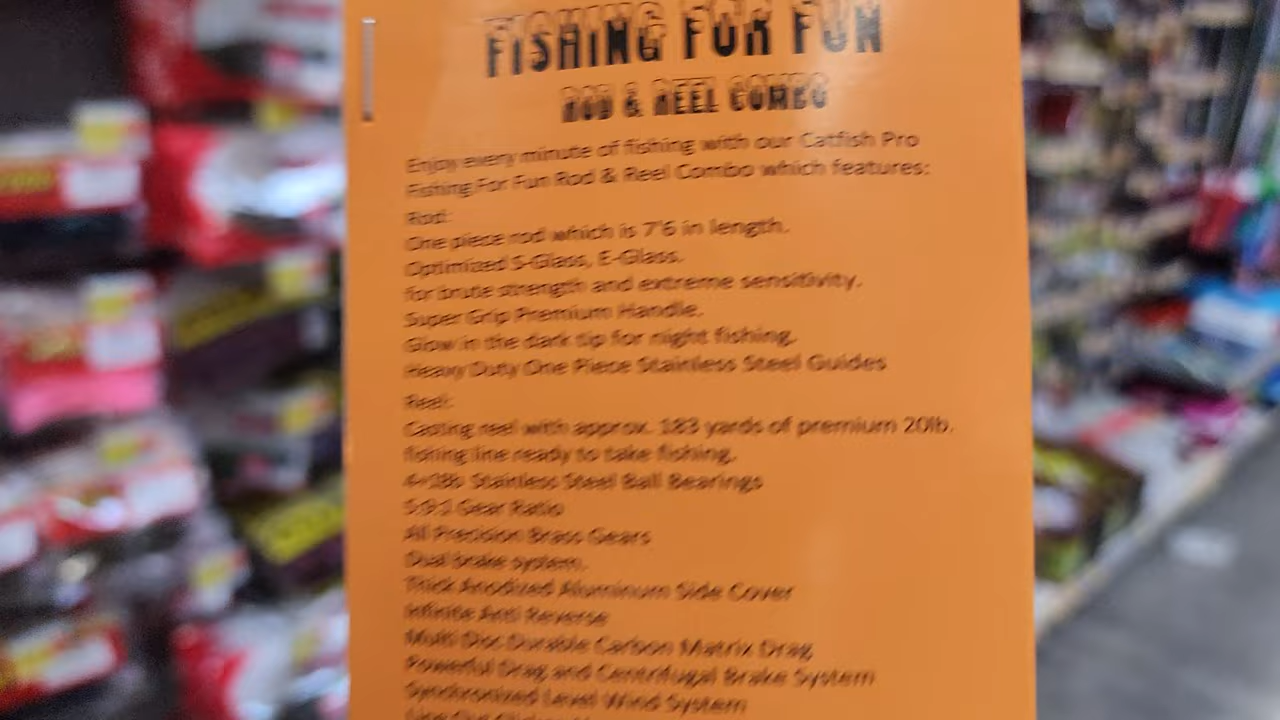 FISHING FOR FUN
ROD & REEL COMBO
Enjoy every minute of fishing with our Catfish Pro
Fishing For Fun Rod & Reel Combo which features:
Rod:
One piece rod which is 7'6 in length.
Optimized S-Glass, E-Glass.
for brute strength and extreme sensitivity.
Super Grip Premium Handle.
Glow in the dark tip for night fishing.
Heavy Duty One Piece Stainless Steel Guides
Reel:
Casting reel with approx. 183 yards of premium 20lb.
fishing line ready to take fishing.
Stainless Steel Ball Bearings
5:9:1 Gear Ratio
All Precision Brass Gears
Dual brake system.
Thick Anodized Aluminum Side Cover
Infinite Anti Reverse
Multi Disc Durable Carbon Matrix Drag
Powerful Drag and Centrifugal Brake System
Synchronized Level Wind System